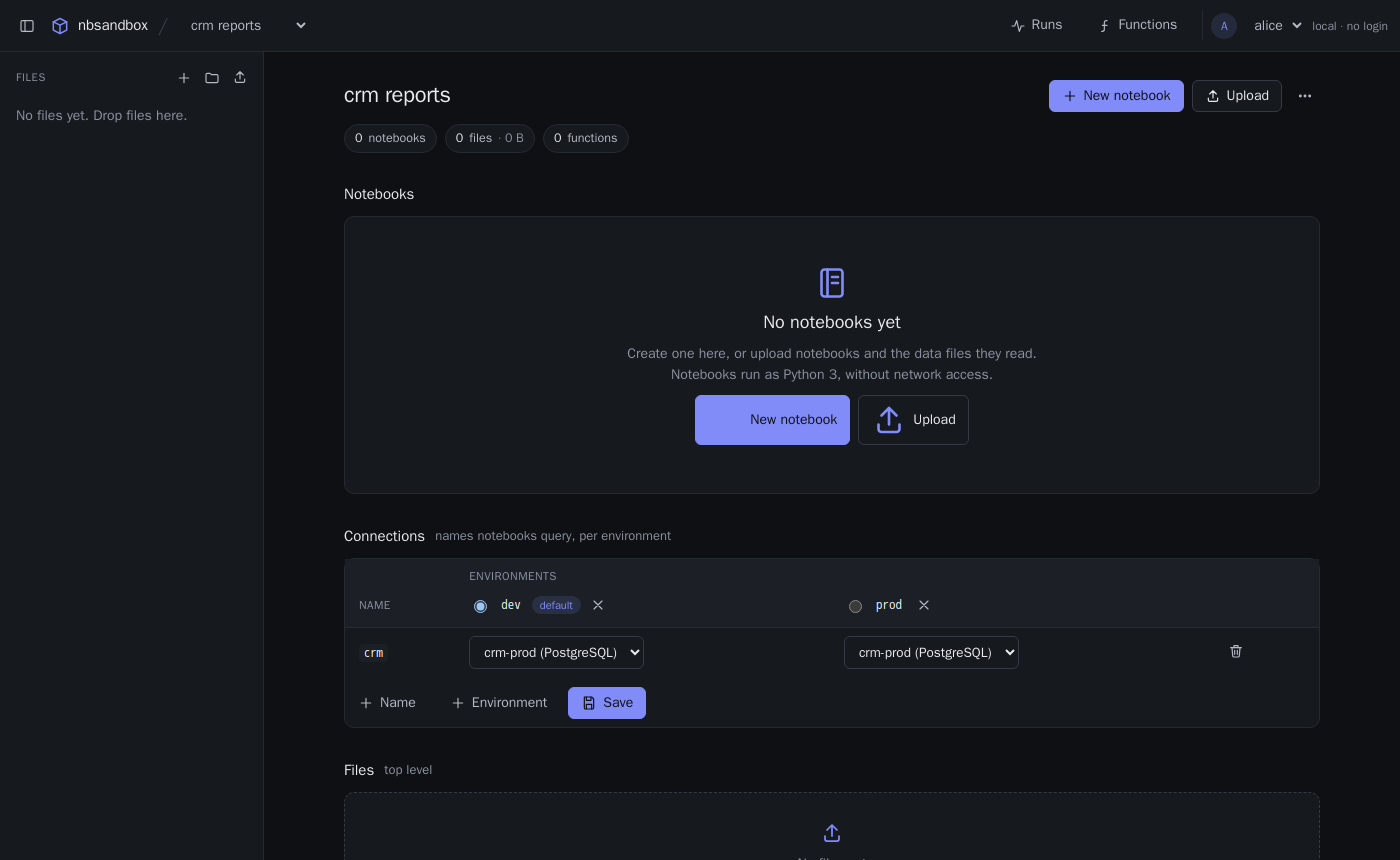 nbsandbox / crm reports
Runs
Functions
A
alice
local · no login
FILES
No files yet. Drop files here.
crm reports
New notebook
Upload
0 notebooks
0 files · 0 B
0 functions
Notebooks
No notebooks yet
Create one here, or upload notebooks and the data files they read.
Notebooks run as Python 3, without network access.
New notebook
Upload
Connections names notebooks query, per environment
ENVIRONMENTS
NAME
dev default
prod
crm
crm-prod (PostgreSQL)
crm-prod (PostgreSQL)
Name
Environment
Save
Files top level